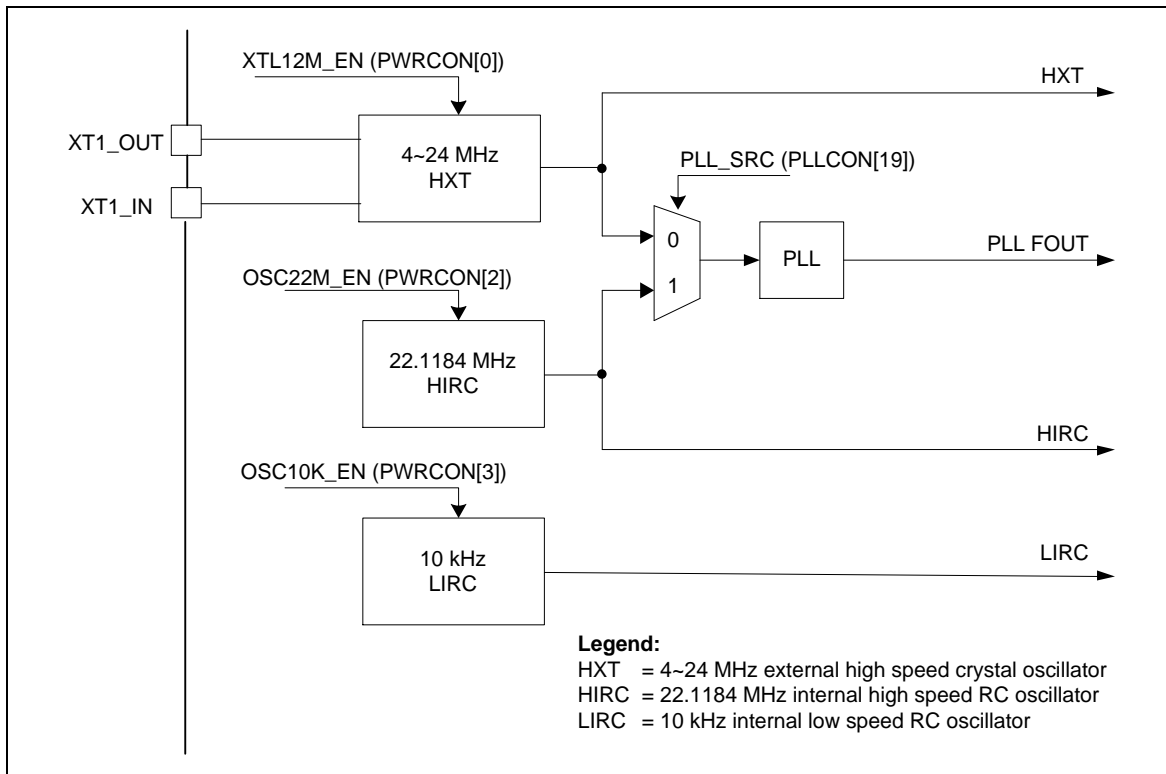 XTL12M_EN (PWRCON[0])
HXT
XT1_OUT
4~24 MHz
HXT
PLL_SRC (PLLCON[19])
XT1_IN
0
PLL
PLL FOUT
1
OSC22M_EN (PWRCON[2])
22.1184 MHz
HIRC
HIRC
OSC10K_EN (PWRCON[3])
10 kHz
LIRC
LIRC
Legend:
HXT = 4~24 MHz external high speed crystal oscillator
HIRC = 22.1184 MHz internal high speed RC oscillator
LIRC = 10 kHz internal low speed RC oscillator